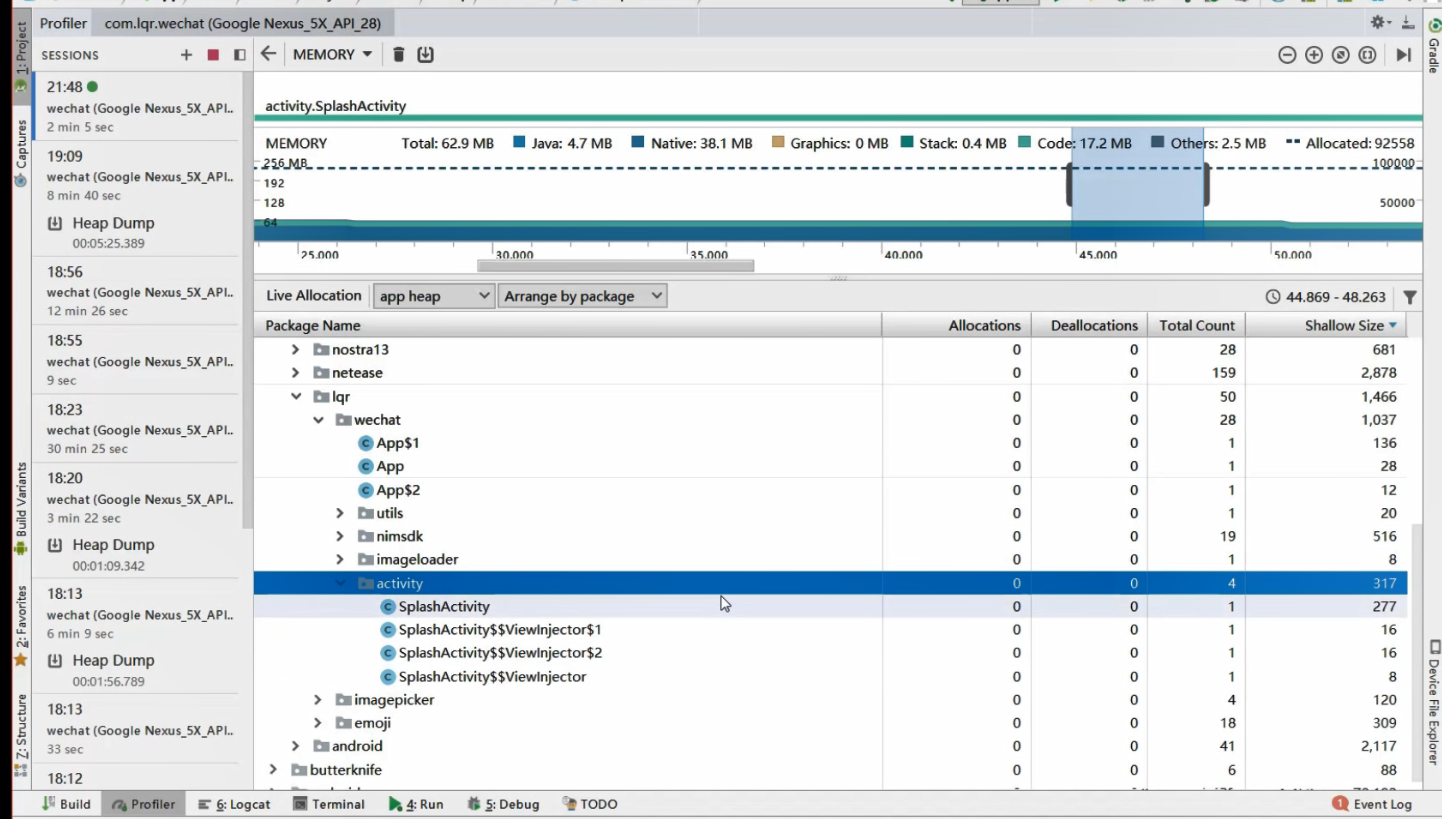 Profiler com.lqr.wechat (Google Nexus_5X_API_28)
SESSIONS
MEMORY
1: Project
Captures
Build Variants
2: Favorites
Z: Structure
Gradle
Device File Explorer
21:48
wechat (Google Nexus_5X_API..
2 min 5 sec
19:09
wechat (Google Nexus_5X_API..
8 min 40 sec
Heap Dump
00:05:25.389
18:56
wechat (Google Nexus_5X_API..
12 min 26 sec
18:55
wechat (Google Nexus_5X_API..
9 sec
18:23
wechat (Google Nexus_5X_API..
30 min 25 sec
18:20
wechat (Google Nexus_5X_API..
3 min 22 sec
Heap Dump
00:01:09.342
18:13
wechat (Google Nexus_5X_API..
6 min 9 sec
Heap Dump
00:01:56.789
18:13
wechat (Google Nexus_5X_API..
33 sec
18:12
activity.SplashActivity
MEMORY Total: 62.9 MB Java: 4.7 MB Native: 38.1 MB Graphics: 0 MB Stack: 0.4 MB Code: 17.2 MB Others: 2.5 MB Allocated: 92558
256 MB 100000
192
128 50000
64
25.000 30.000 35.000 40.000 45.000 50.000
Live Allocation app heap Arrange by package 44.869 - 48.263
Package Name Allocations Deallocations Total Count Shallow Size
nostra13 0 0 28 681
netease 0 0 159 2,878
lqr 0 0 50 1,466
wechat 0 0 28 1,037
App$1 0 0 1 136
App 0 0 1 28
App$2 0 0 1 12
utils 0 0 1 20
nimsdk 0 0 19 516
imageloader 0 0 1 8
activity 0 0 4 317
SplashActivity 0 0 1 277
SplashActivity$$ViewInjector$1 0 0 1 16
SplashActivity$$ViewInjector$2 0 0 1 16
SplashActivity$$ViewInjector 0 0 1 8
imagepicker 0 0 4 120
emoji 0 0 18 309
android 0 0 41 2,117
butterknife 0 0 6 88
Build Profiler 6: Logcat Terminal 4: Run 5: Debug TODO 1 Event Log